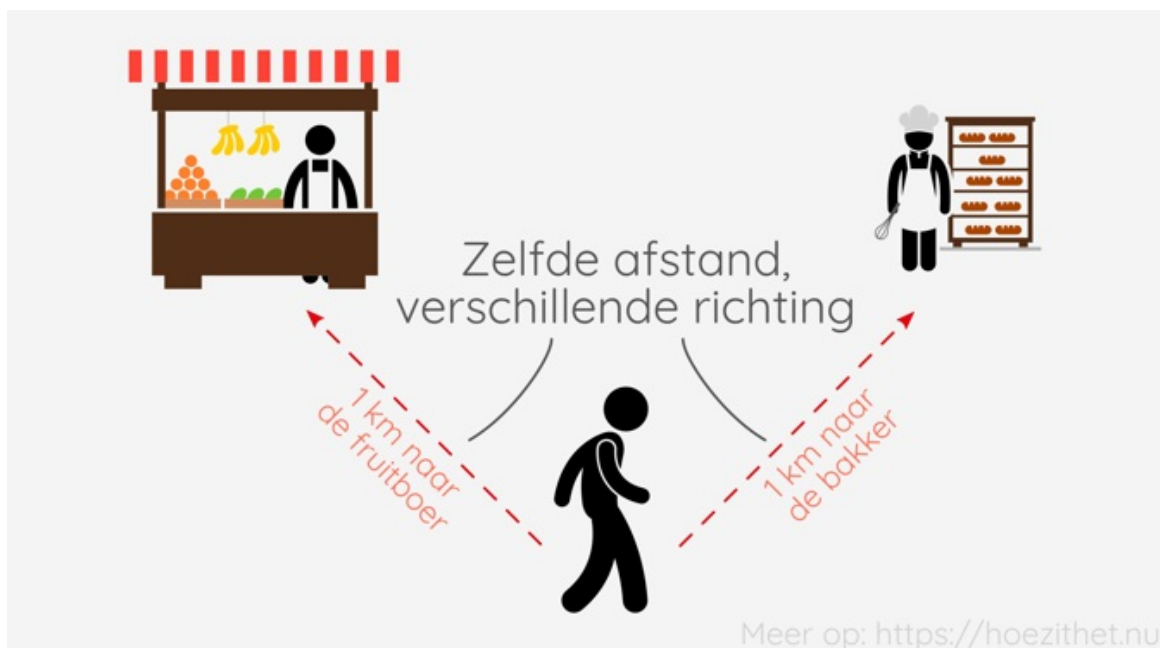 Zelfde afstand,
verschillende richting
1 km naar
de fruitboer
1 km naar
de bakker
Meer op: https://hoezithet.nu